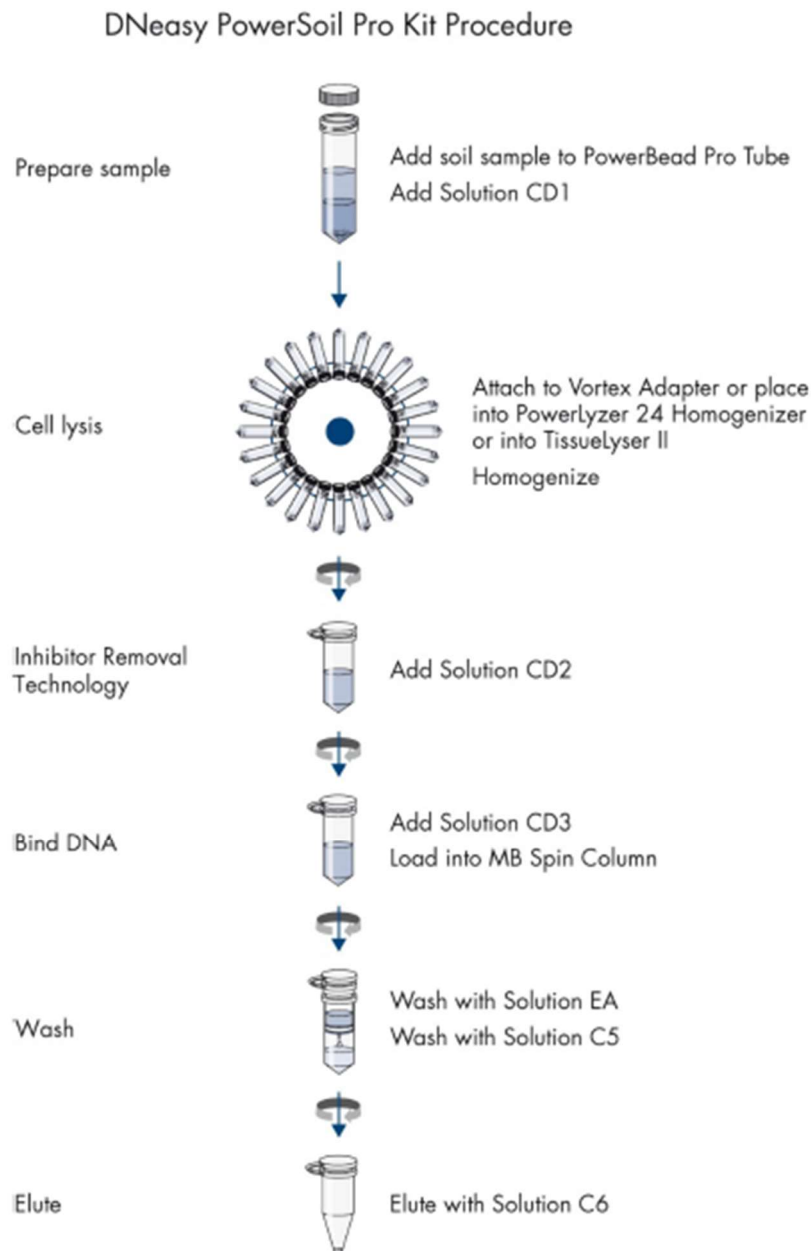 DNeasy PowerSoil Pro Kit Procedure
Prepare sample
Add soil sample to PowerBead Pro Tube
Add Solution CD1
Cell lysis
Attach to Vortex Adapter or place
into PowerLyzer 24 Homogenizer
or into TissueLyser II
Homogenize
Inhibitor Removal
Technology
Add Solution CD2
Bind DNA
Add Solution CD3
Load into MB Spin Column
Wash
Wash with Solution EA
Wash with Solution C5
Elute
Elute with Solution C6